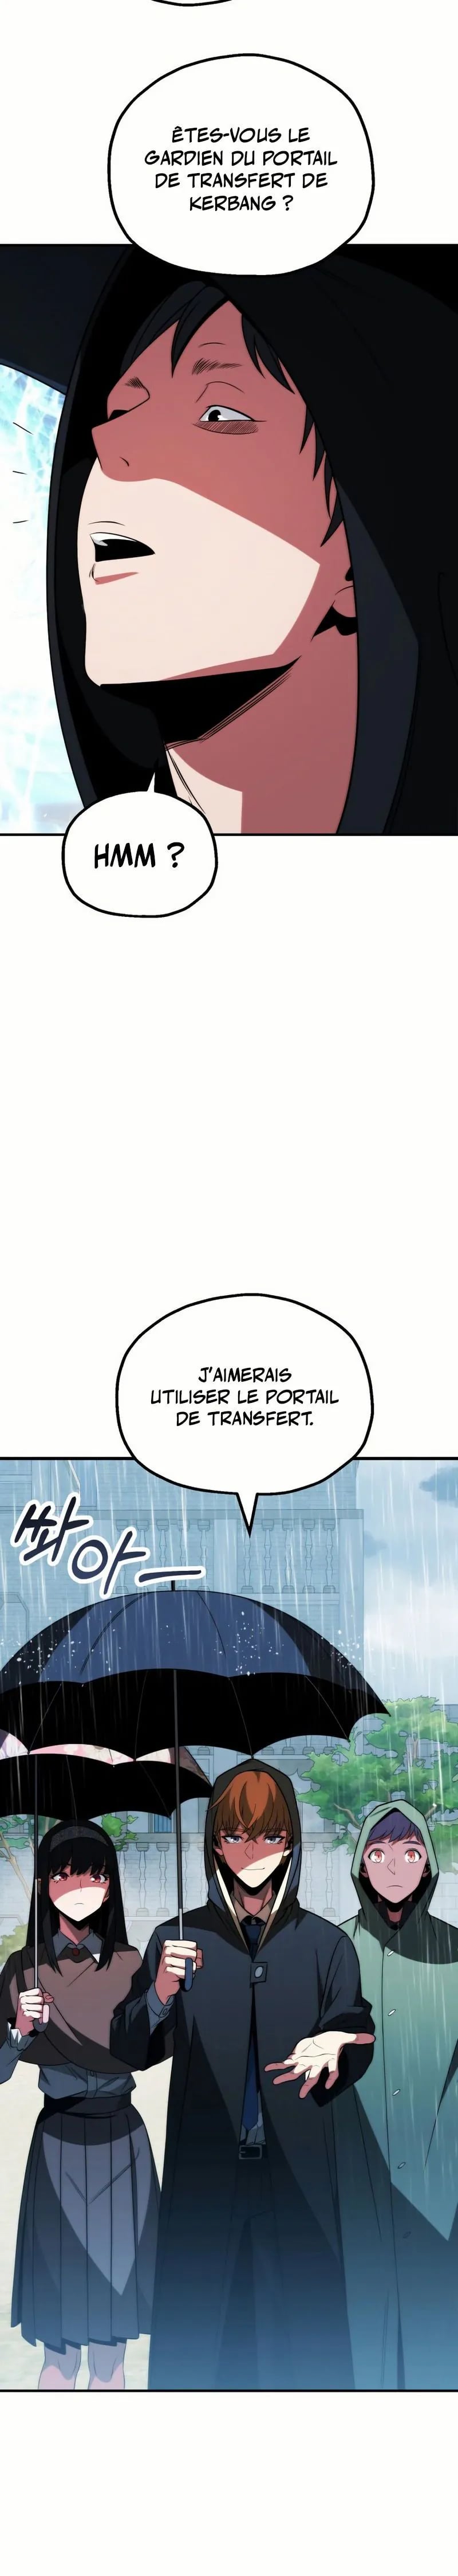 ÊTES-VOUS LE
GARDIEN DU PORTAIL
DE TRANSFERT DE
KERBANG ?
HMM ?
J'AIMERAIS
UTILISER LE PORTAIL
DE TRANSFERT.
쏴아—